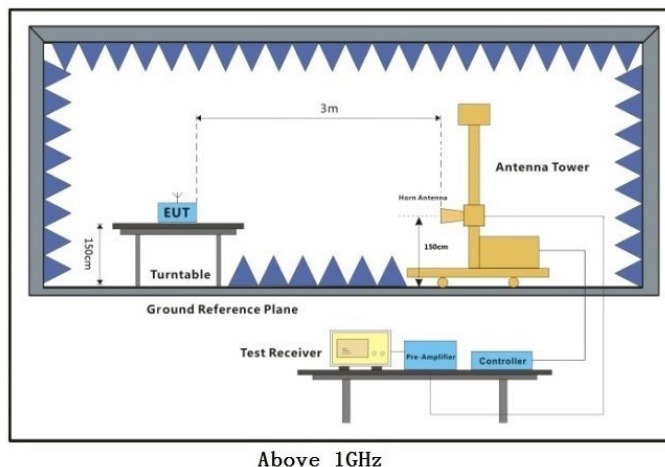 3m
Antenna Tower
Horn Antenna
EUT
150cm
150cm
Turntable
Ground Reference Plane
Test Receiver
Pre-Amplifier
Controller
Above 1GHz